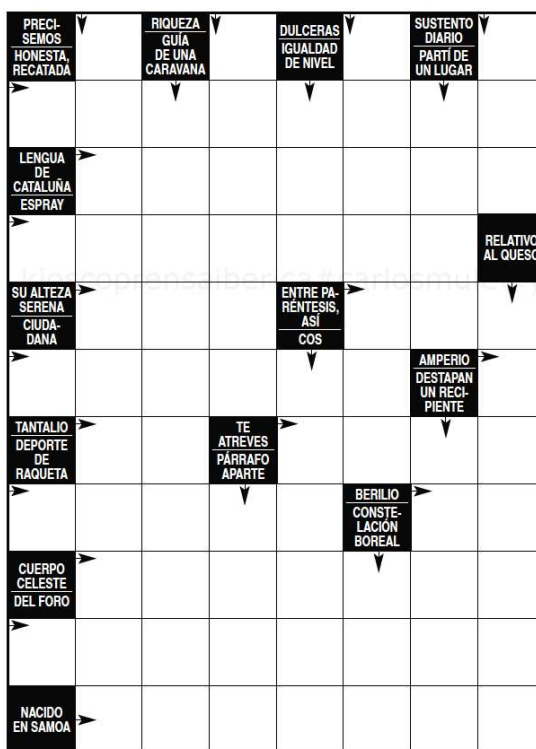 PRECI-
SEMOS
HONESTA,
RECATADA
RIQUEZA
GUÍA
DE UNA
CARAVANA
DULCERAS
IGUALDAD
DE NIVEL
SUSTENTO
DIARIO
PARTÍ DE
UN LUGAR
LENGUA
DE
CATALUÑA
ESPRAY
RELATIVO
AL QUESO
SU ALTEZA
SERENA
CIUDA-
DANA
ENTRE PA-
RÉNTESIS,
ASÍ
COS
AMPERIO
DESTAPAN
UN RECI-
PIENTE
TANTALIO
DEPORTE
DE
RAQUETA
TE
ATREVES
PÁRRAFO
APARTE
BERILIO
CONSTE-
LACIÓN
BOREAL
CUERPO
CELESTE
DEL FORO
NACIDO
EN SAMOA